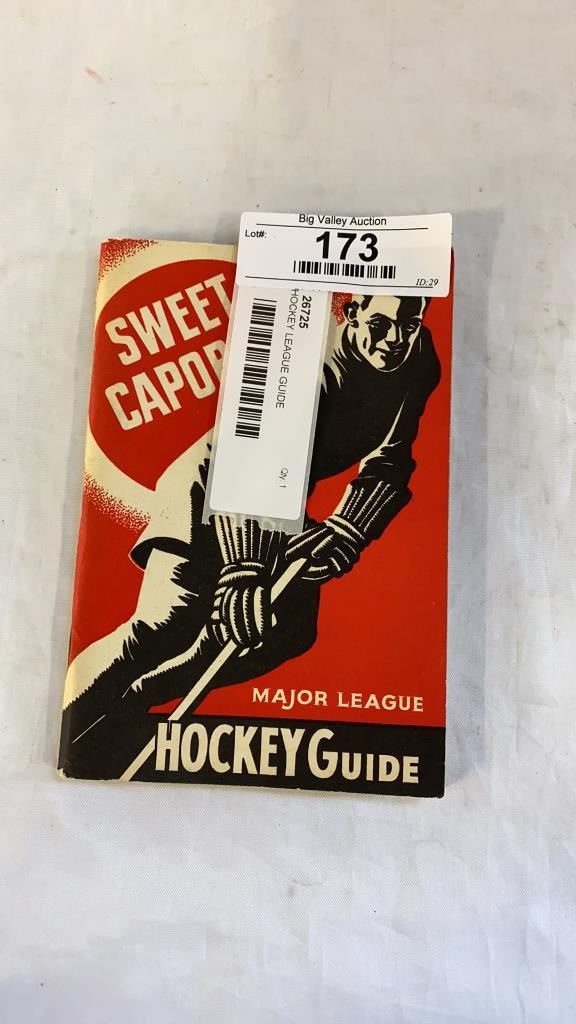 Big Valley Auction
Lot#:
173
ID:29
26725
HOCKEY LEAGUE GUIDE
Qty: 1
SWEET
CAPOR
MAJOR LEAGUE
HOCKEY GUIDE